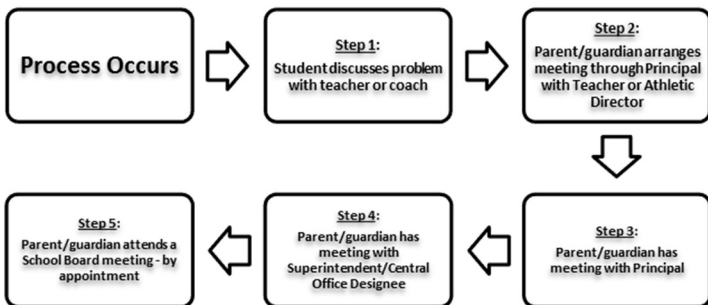 Process Occurs
Step 1:
Student discusses problem
with teacher or coach
Step 2:
Parent/guardian arranges
meeting through Principal
with Teacher or Athletic
Director
Step 3:
Parent/guardian has
meeting with Principal
Step 4:
Parent/guardian has
meeting with
Superintendent/Central
Office Designee
Step 5:
Parent/guardian attends a
School Board meeting - by
appointment